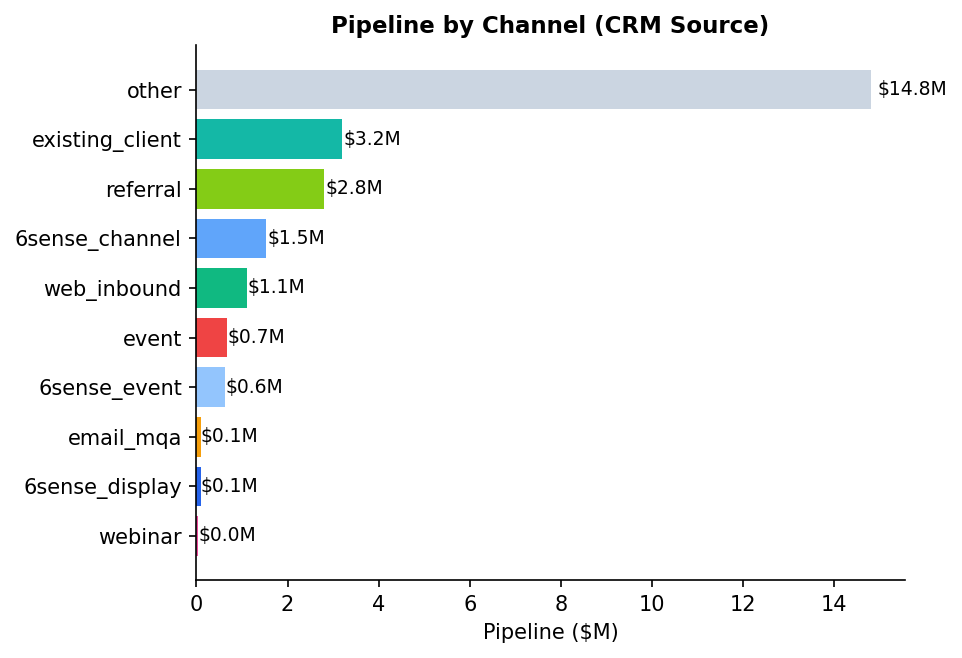 Pipeline by Channel (CRM Source)
other $14.8M
existing_client $3.2M
referral $2.8M
6sense_channel $1.5M
web_inbound $1.1M
event $0.7M
6sense_event $0.6M
email_mqa $0.1M
6sense_display $0.1M
webinar $0.0M
0 2 4 6 8 10 12 14
Pipeline ($M)